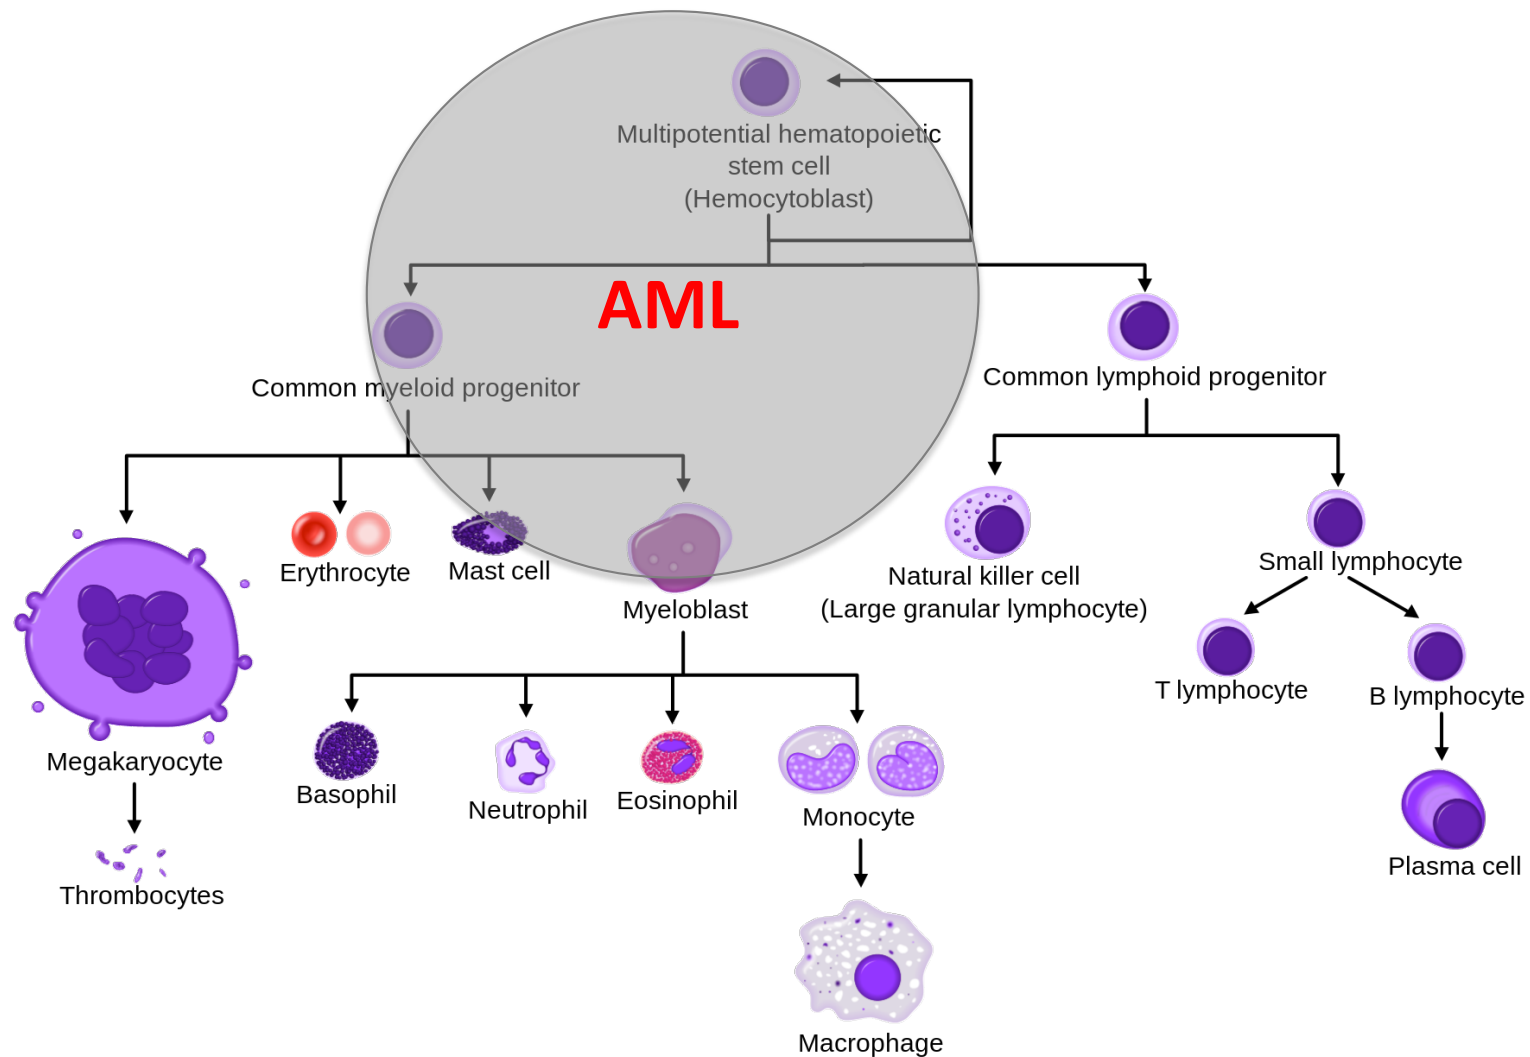 Multipotential hematopoietic
stem cell
(Hemocytoblast)
AML
Common myeloid progenitor
Common lymphoid progenitor
Erythrocyte
Mast cell
Myeloblast
Natural killer cell
(Large granular lymphocyte)
Small lymphocyte
T lymphocyte
B lymphocyte
Megakaryocyte
Basophil
Neutrophil
Eosinophil
Monocyte
Plasma cell
Thrombocytes
Macrophage